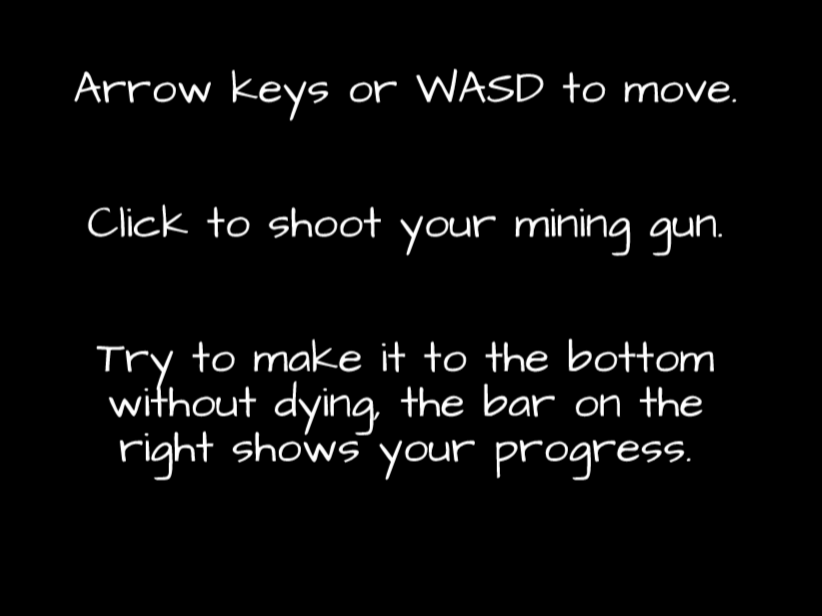 Arrow keys or WASD to move.
Click to shoot your mining gun.
Try to make it to the bottom
without dying, the bar on the
right shows your progress.